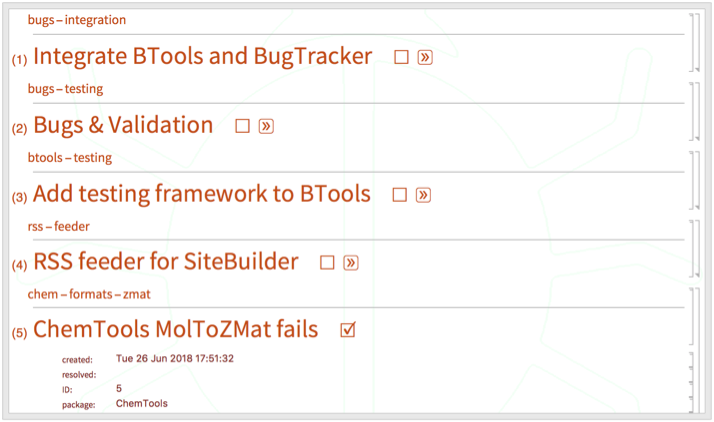 bugs – integration
(1) Integrate BTools and BugTracker
bugs – testing
(2) Bugs & Validation
btools – testing
(3) Add testing framework to BTools
rss – feeder
(4) RSS feeder for SiteBuilder
chem – formats – zmat
(5) ChemTools MolToZMat fails
created: Tue 26 Jun 2018 17:51:32
resolved:
ID: 5
package: ChemTools